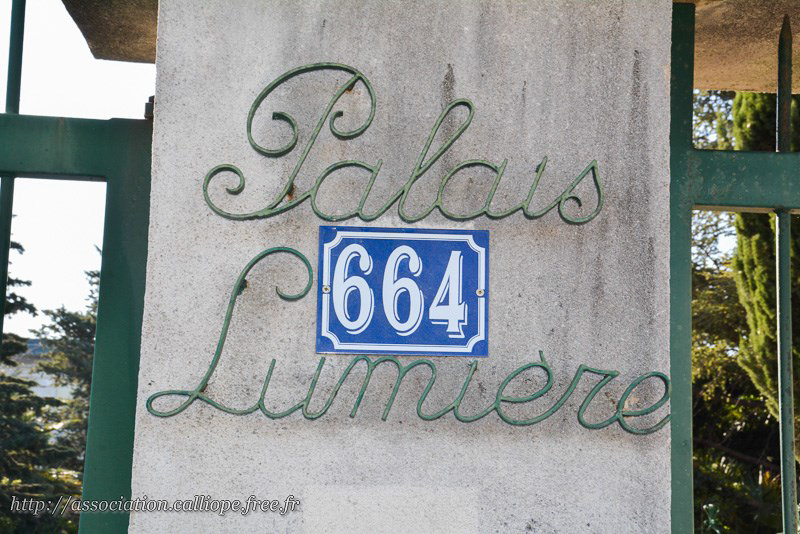 Palais
664
Lumière
http://association.calliope.free.fr